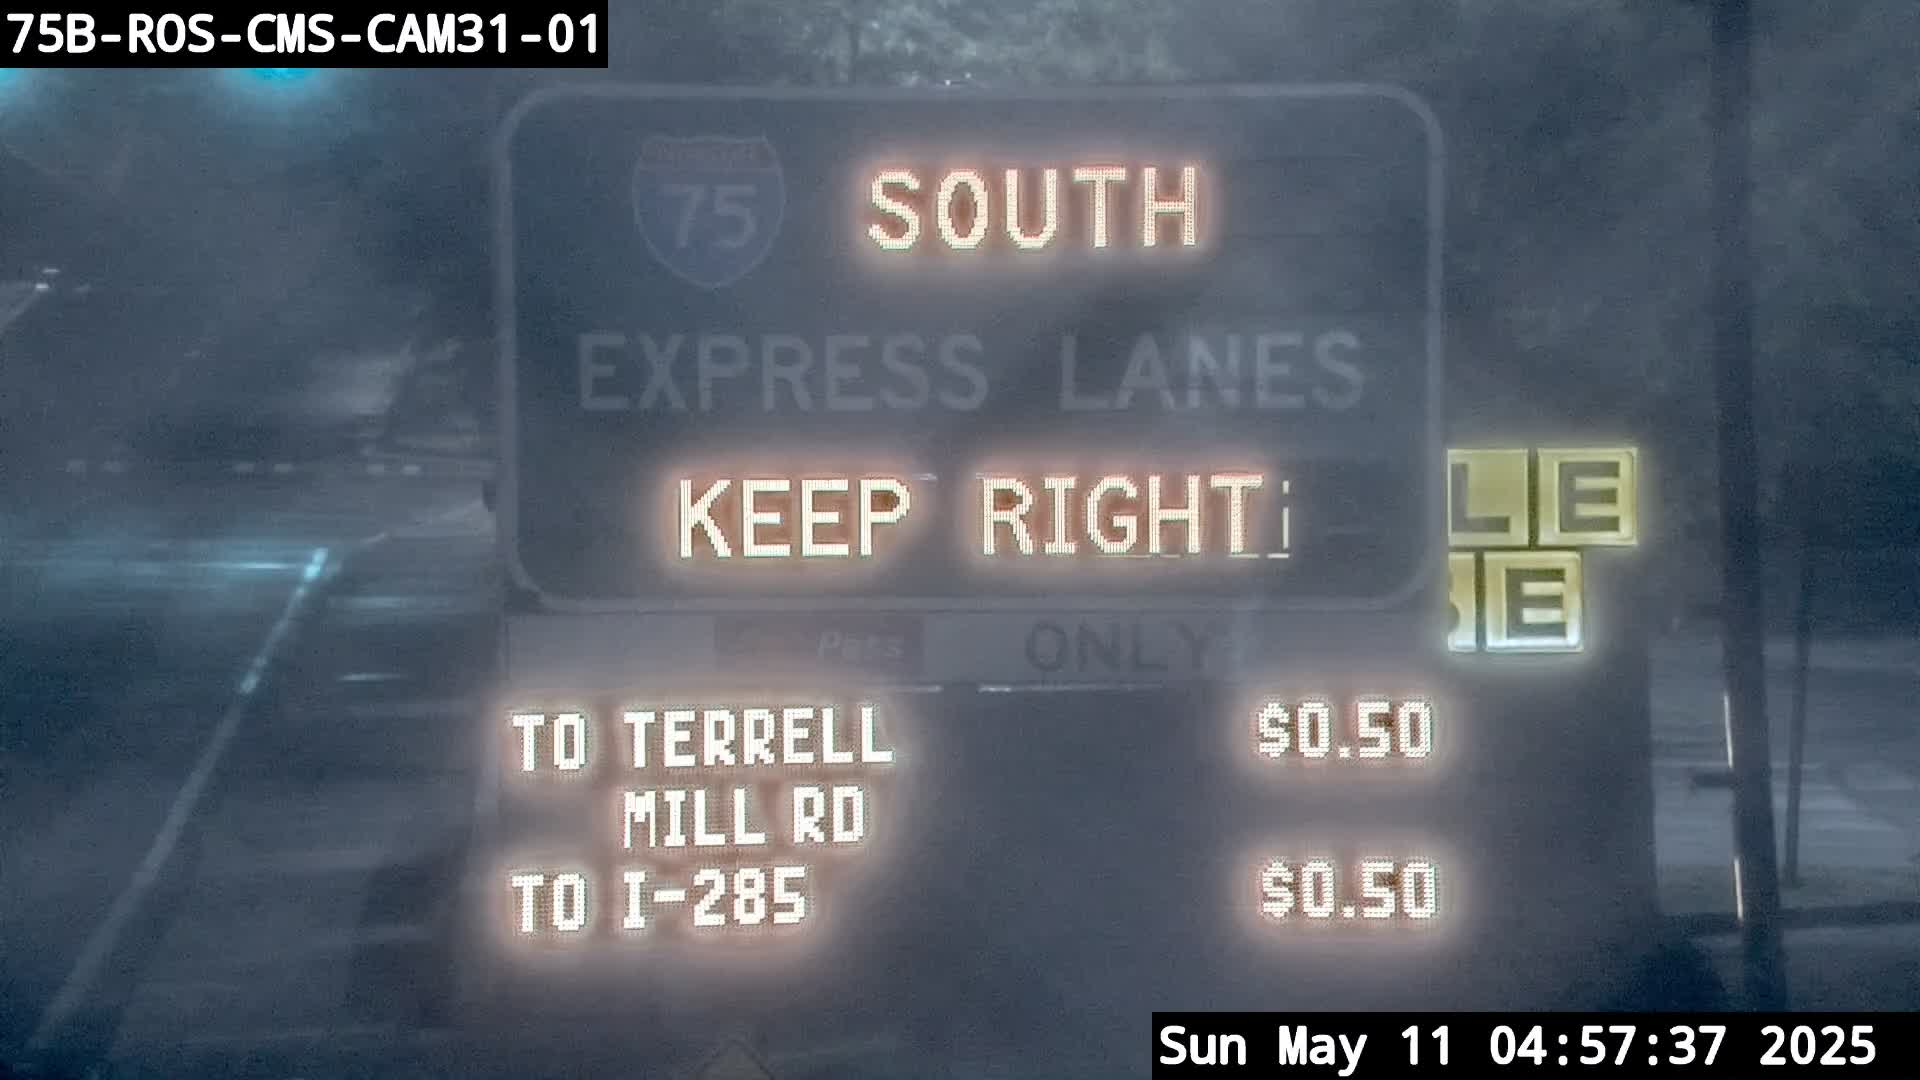 75B-ROS-CMS-CAM31-01
75 SOUTH
EXPRESS LANES
KEEP RIGHT
LE
E
Pass ONLY
TO TERRELL $0.50
MILL RD
TO I-285 $0.50
Sun May 11 04:57:37 2025